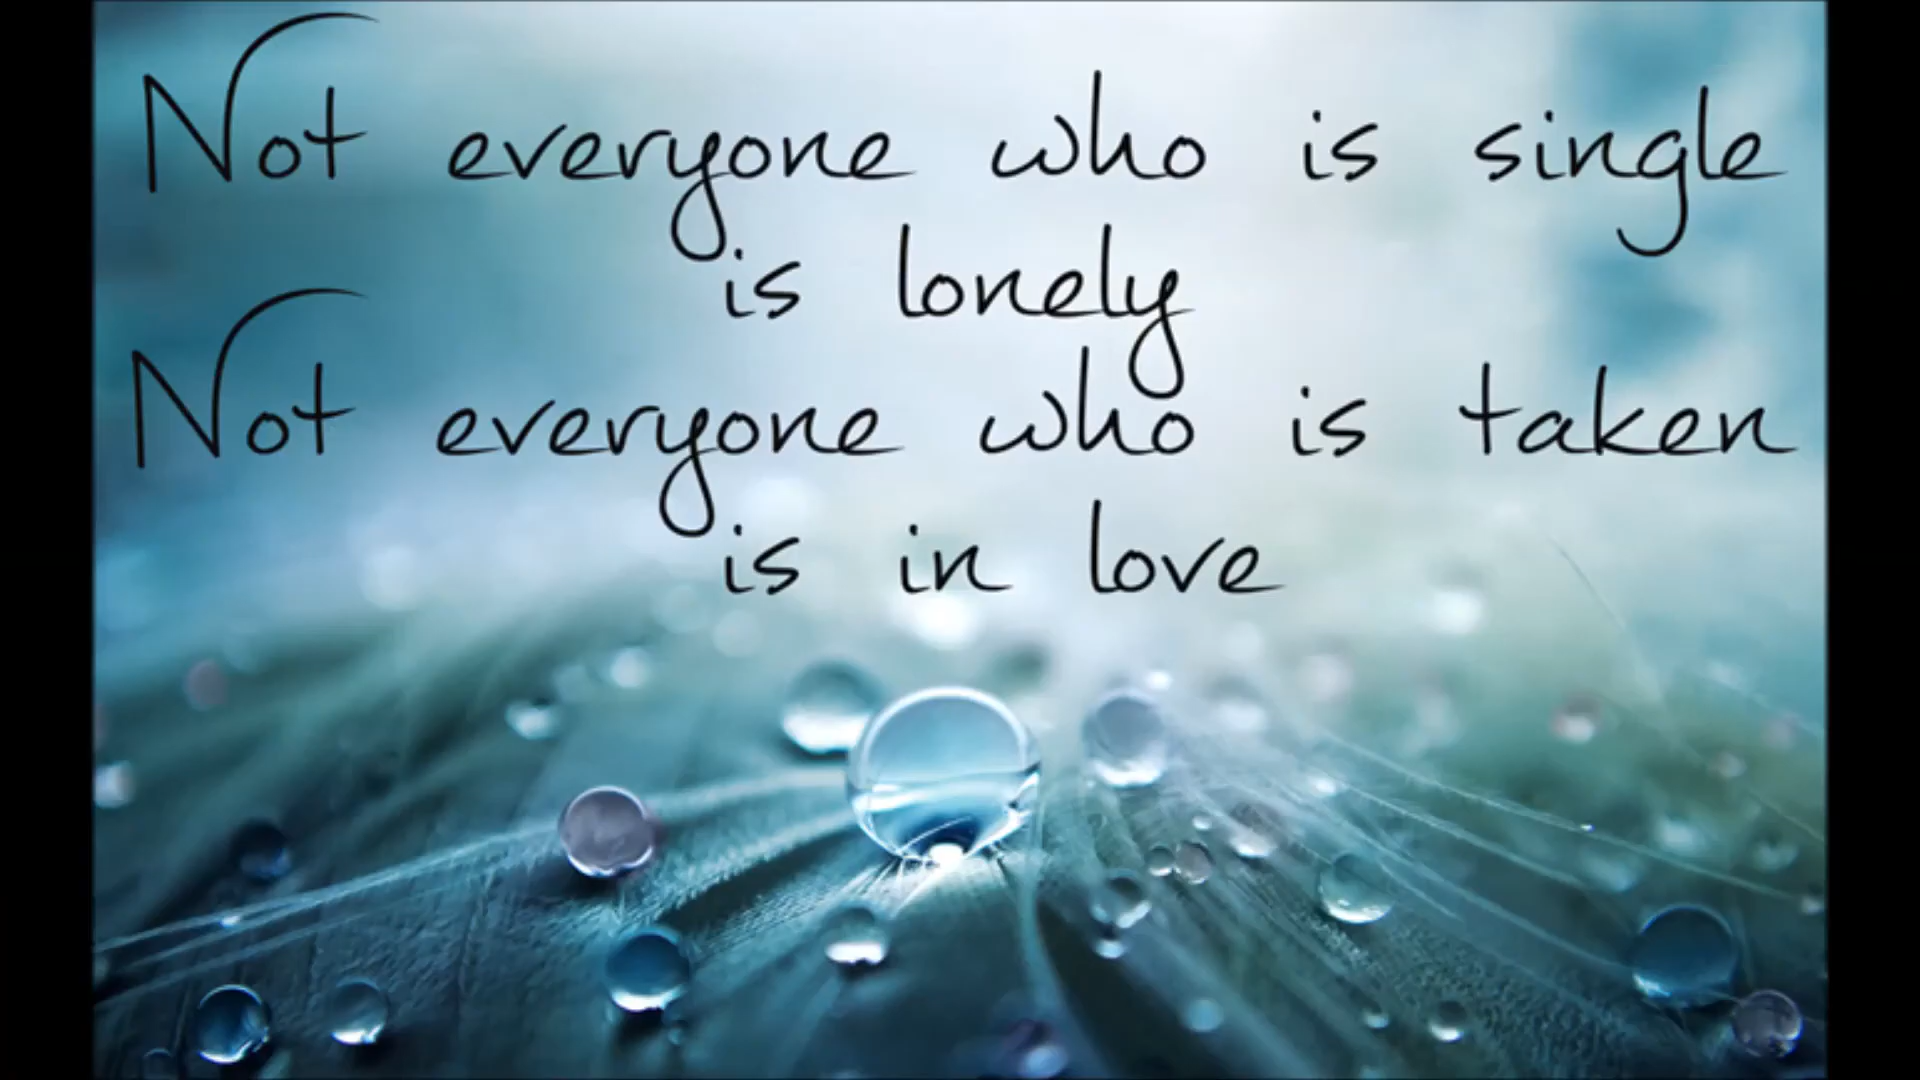 Not everyone who is single
is lonely
Not everyone who is taken
is in love